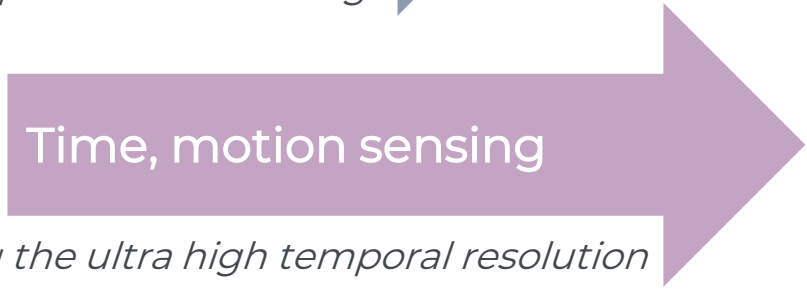 Time, motion sensing
the ultra high temporal resolution